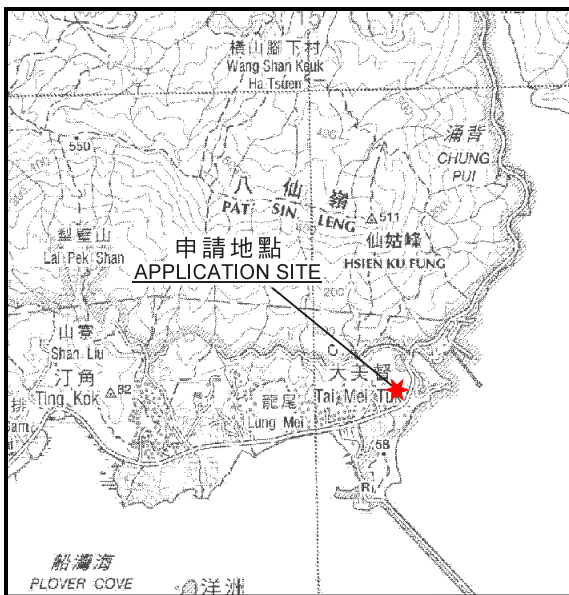 橫山腳下村
Wang Shan Keuk
Ha Tsuen
涌背
CHUNG
PUI
550
八仙嶺
PAT SIN LENG
511
仙姑峰
HSIEN KU FUNG
犁壁山
Lai Pek Shan
申請地點
APPLICATION SITE
200
山寮
Shan Liu
汀角
Ting Kok
82
大美督
Tai Mei Tuk
龍尾
Lung Mei
排
58
R
船灣海
PLOVER COVE
洋洲